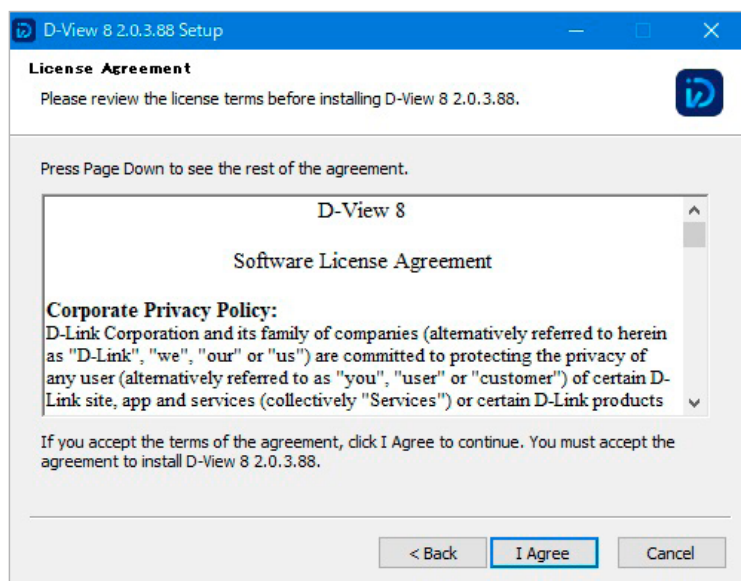 D-View 8 2.0.3.88 Setup
License Agreement
Please review the license terms before installing D-View 8 2.0.3.88.
Press Page Down to see the rest of the agreement.
D-View 8
Software License Agreement
Corporate Privacy Policy:
D-Link Corporation and its family of companies (alternatively referred to herein
as "D-Link", "we", "our" or "us") are committed to protecting the privacy of
any user (alternatively referred to as "you", "user" or "customer") of certain D-
Link site, app and services (collectively "Services") or certain D-Link products
If you accept the terms of the agreement, click I Agree to continue. You must accept the
agreement to install D-View 8 2.0.3.88.
< Back
I Agree
Cancel